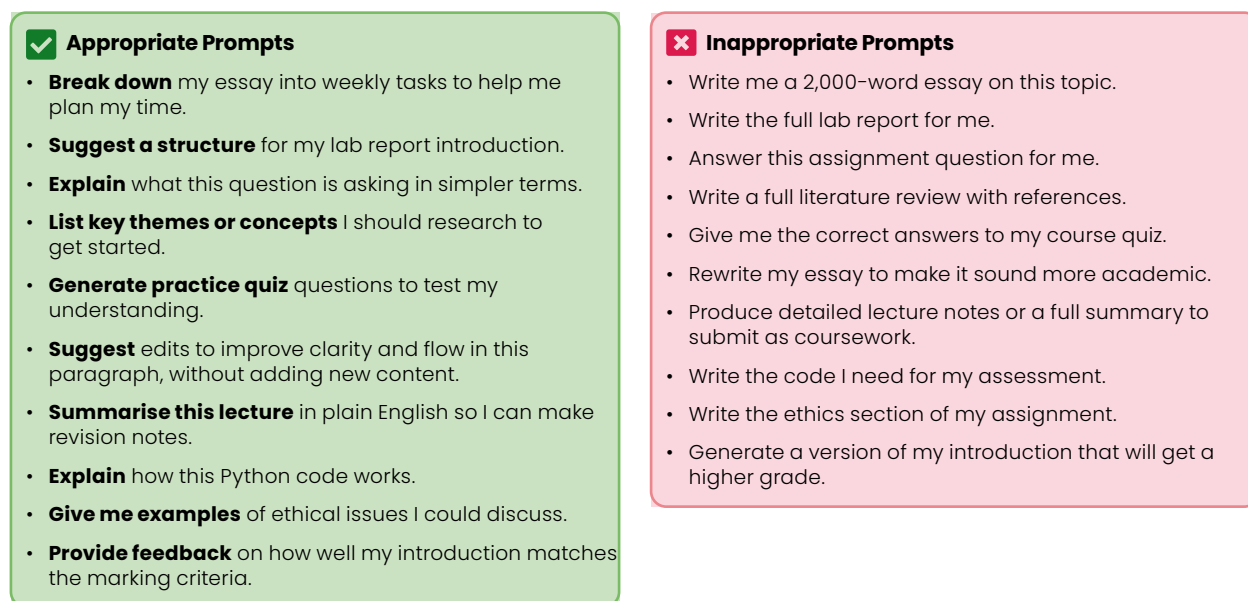 Appropriate Prompts
• Break down my essay into weekly tasks to help me
plan my time.
• Suggest a structure for my lab report introduction.
• Explain what this question is asking in simpler terms.
• List key themes or concepts I should research to
get started.
• Generate practice quiz questions to test my
understanding.
• Suggest edits to improve clarity and flow in this
paragraph, without adding new content.
• Summarise this lecture in plain English so I can make
revision notes.
• Explain how this Python code works.
• Give me examples of ethical issues I could discuss.
• Provide feedback on how well my introduction matches
the marking criteria.
Inappropriate Prompts
• Write me a 2,000-word essay on this topic.
• Write the full lab report for me.
• Answer this assignment question for me.
• Write a full literature review with references.
• Give me the correct answers to my course quiz.
• Rewrite my essay to make it sound more academic.
• Produce detailed lecture notes or a full summary to
submit as coursework.
• Write the code I need for my assessment.
• Write the ethics section of my assignment.
• Generate a version of my introduction that will get a
higher grade.